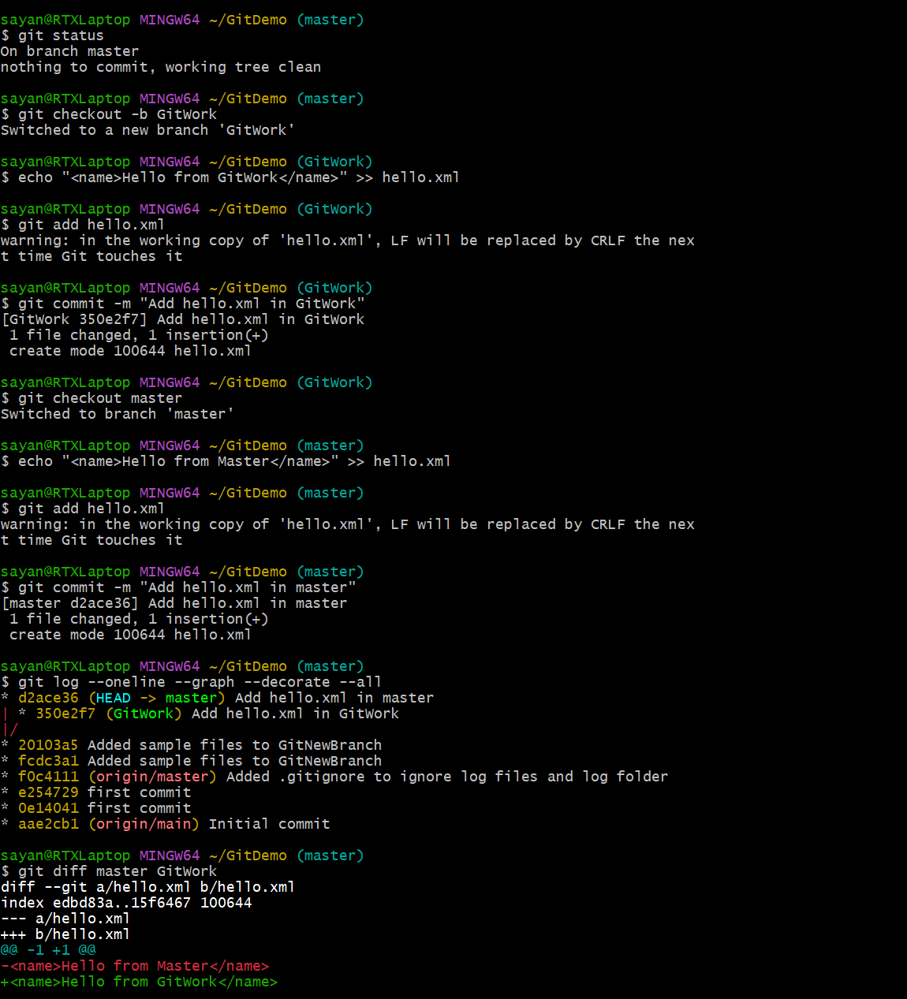 sayan@RTXLaptop MINGW64 ~/GitDemo (master)
$ git status
On branch master
nothing to commit, working tree clean
sayan@RTXLaptop MINGW64 ~/GitDemo (master)
$ git checkout -b GitWork
Switched to a new branch 'GitWork'
sayan@RTXLaptop MINGW64 ~/GitDemo (GitWork)
$ echo "<name>Hello from GitWork</name>" >> hello.xml
sayan@RTXLaptop MINGW64 ~/GitDemo (GitWork)
$ git add hello.xml
warning: in the working copy of 'hello.xml', LF will be replaced by CRLF the nex
t time Git touches it
sayan@RTXLaptop MINGW64 ~/GitDemo (GitWork)
$ git commit -m "Add hello.xml in GitWork"
[GitWork 350e2f7] Add hello.xml in GitWork
 1 file changed, 1 insertion(+)
 create mode 100644 hello.xml
sayan@RTXLaptop MINGW64 ~/GitDemo (GitWork)
$ git checkout master
Switched to branch 'master'
sayan@RTXLaptop MINGW64 ~/GitDemo (master)
$ echo "<name>Hello from Master</name>" >> hello.xml
sayan@RTXLaptop MINGW64 ~/GitDemo (master)
$ git add hello.xml
warning: in the working copy of 'hello.xml', LF will be replaced by CRLF the nex
t time Git touches it
sayan@RTXLaptop MINGW64 ~/GitDemo (master)
$ git commit -m "Add hello.xml in master"
[master d2ace36] Add hello.xml in master
 1 file changed, 1 insertion(+)
 create mode 100644 hello.xml
sayan@RTXLaptop MINGW64 ~/GitDemo (master)
$ git log --oneline --graph --decorate --all
* d2ace36 (HEAD -> master) Add hello.xml in master
| * 350e2f7 (GitWork) Add hello.xml in GitWork
|/
* 20103a5 Added sample files to GitNewBranch
* fcdc3a1 Added sample files to GitNewBranch
* f0c4111 (origin/master) Added .gitignore to ignore log files and log folder
* e254729 first commit
* 0e14041 first commit
* aae2cb1 (origin/main) Initial commit
sayan@RTXLaptop MINGW64 ~/GitDemo (master)
$ git diff master GitWork
diff --git a/hello.xml b/hello.xml
index edbd83a..15f6467 100644
--- a/hello.xml
+++ b/hello.xml
@@ -1 +1 @@
-<name>Hello from Master</name>
+<name>Hello from GitWork</name>